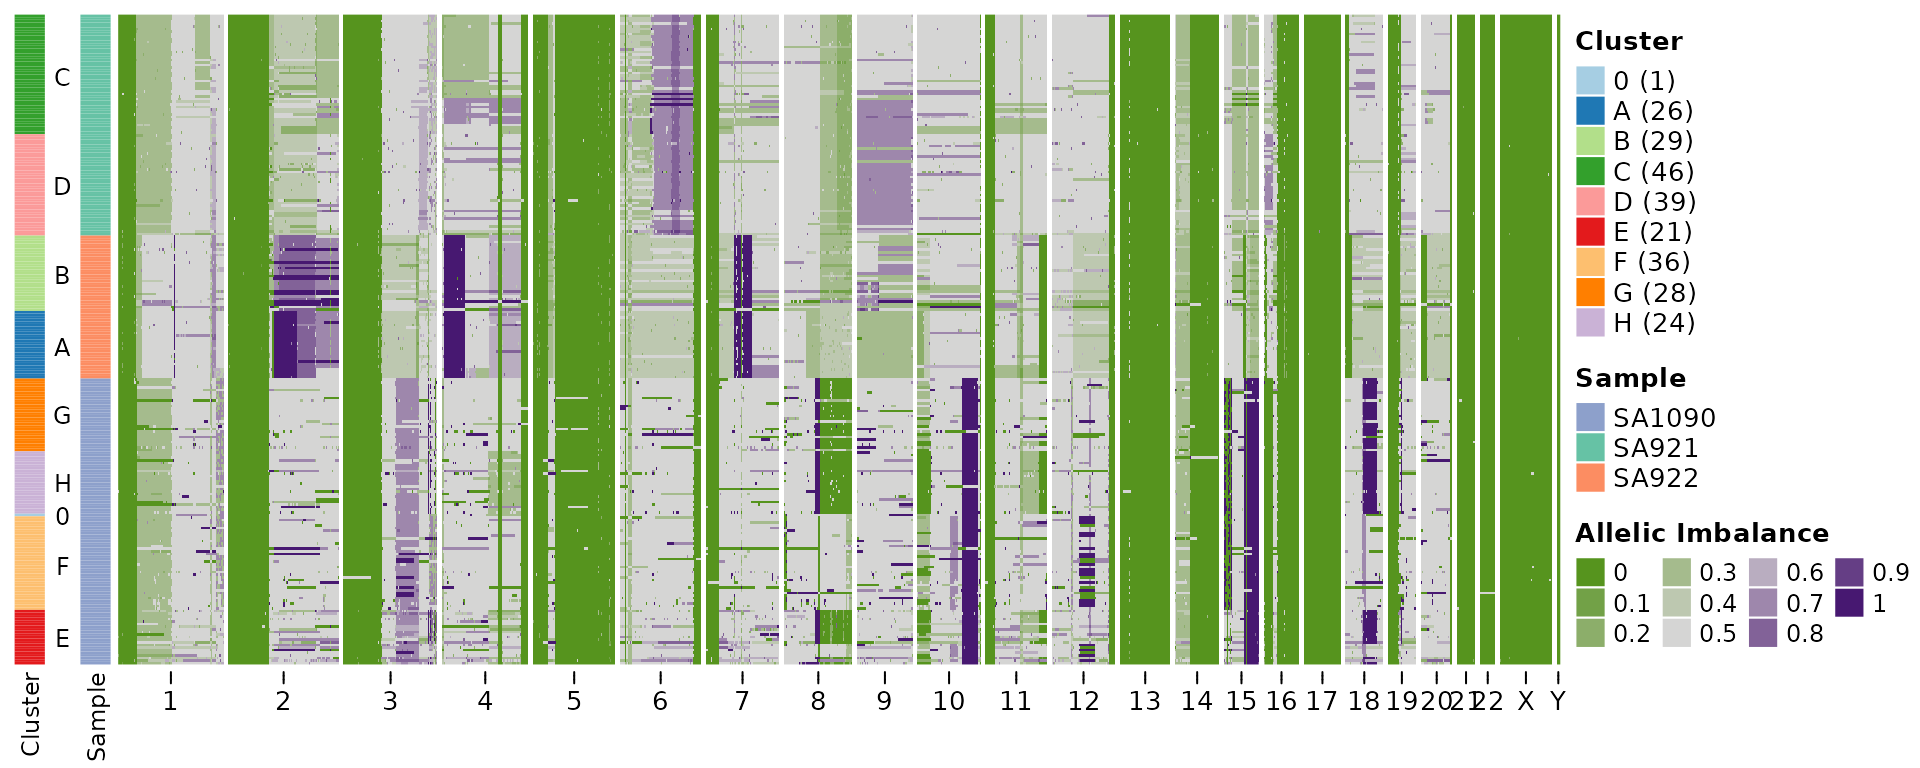 C
D
B
A
G
H
0
F
E
Cluster
Sample
1 2 3 4 5 6 7 8 9 10 11 12 13 14 15 16 17 18 19 20 21 22 X Y
Cluster
0 (1)
A (26)
B (29)
C (46)
D (39)
E (21)
F (36)
G (28)
H (24)
Sample
SA1090
SA921
SA922
Allelic Imbalance
0 0.3 0.6 0.9
0.1 0.4 0.7 1
0.2 0.5 0.8